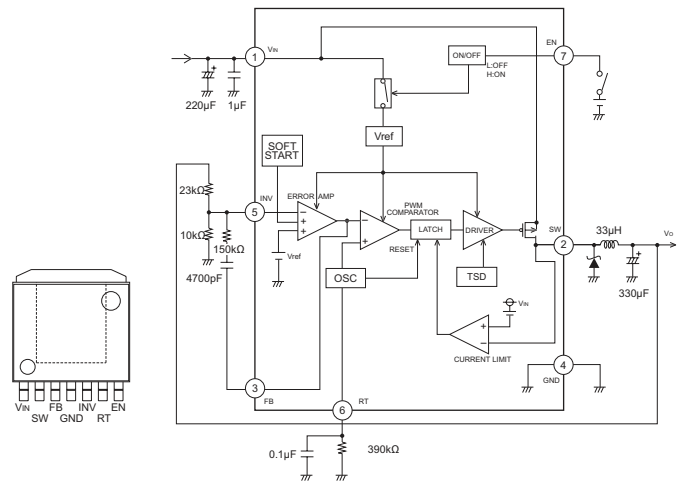 VIN
1
EN
7
ON/OFF
L:OFF
H:ON
220µF
1µF
+
Vref
SOFT
START
23kΩ
INV
5
ERROR AMP
−
+
+
−
+
PWM
COMPARATOR
LATCH
DRIVER
RESET
SW
2
33µH
VO
10kΩ
150kΩ
4700pF
Vref
OSC
TSD
+
330µF
VIN
+
−
CURRENT LIMIT
4
GND
3
FB
6
RT
0.1µF
390kΩ
VIN FB INV EN
SW GND RT